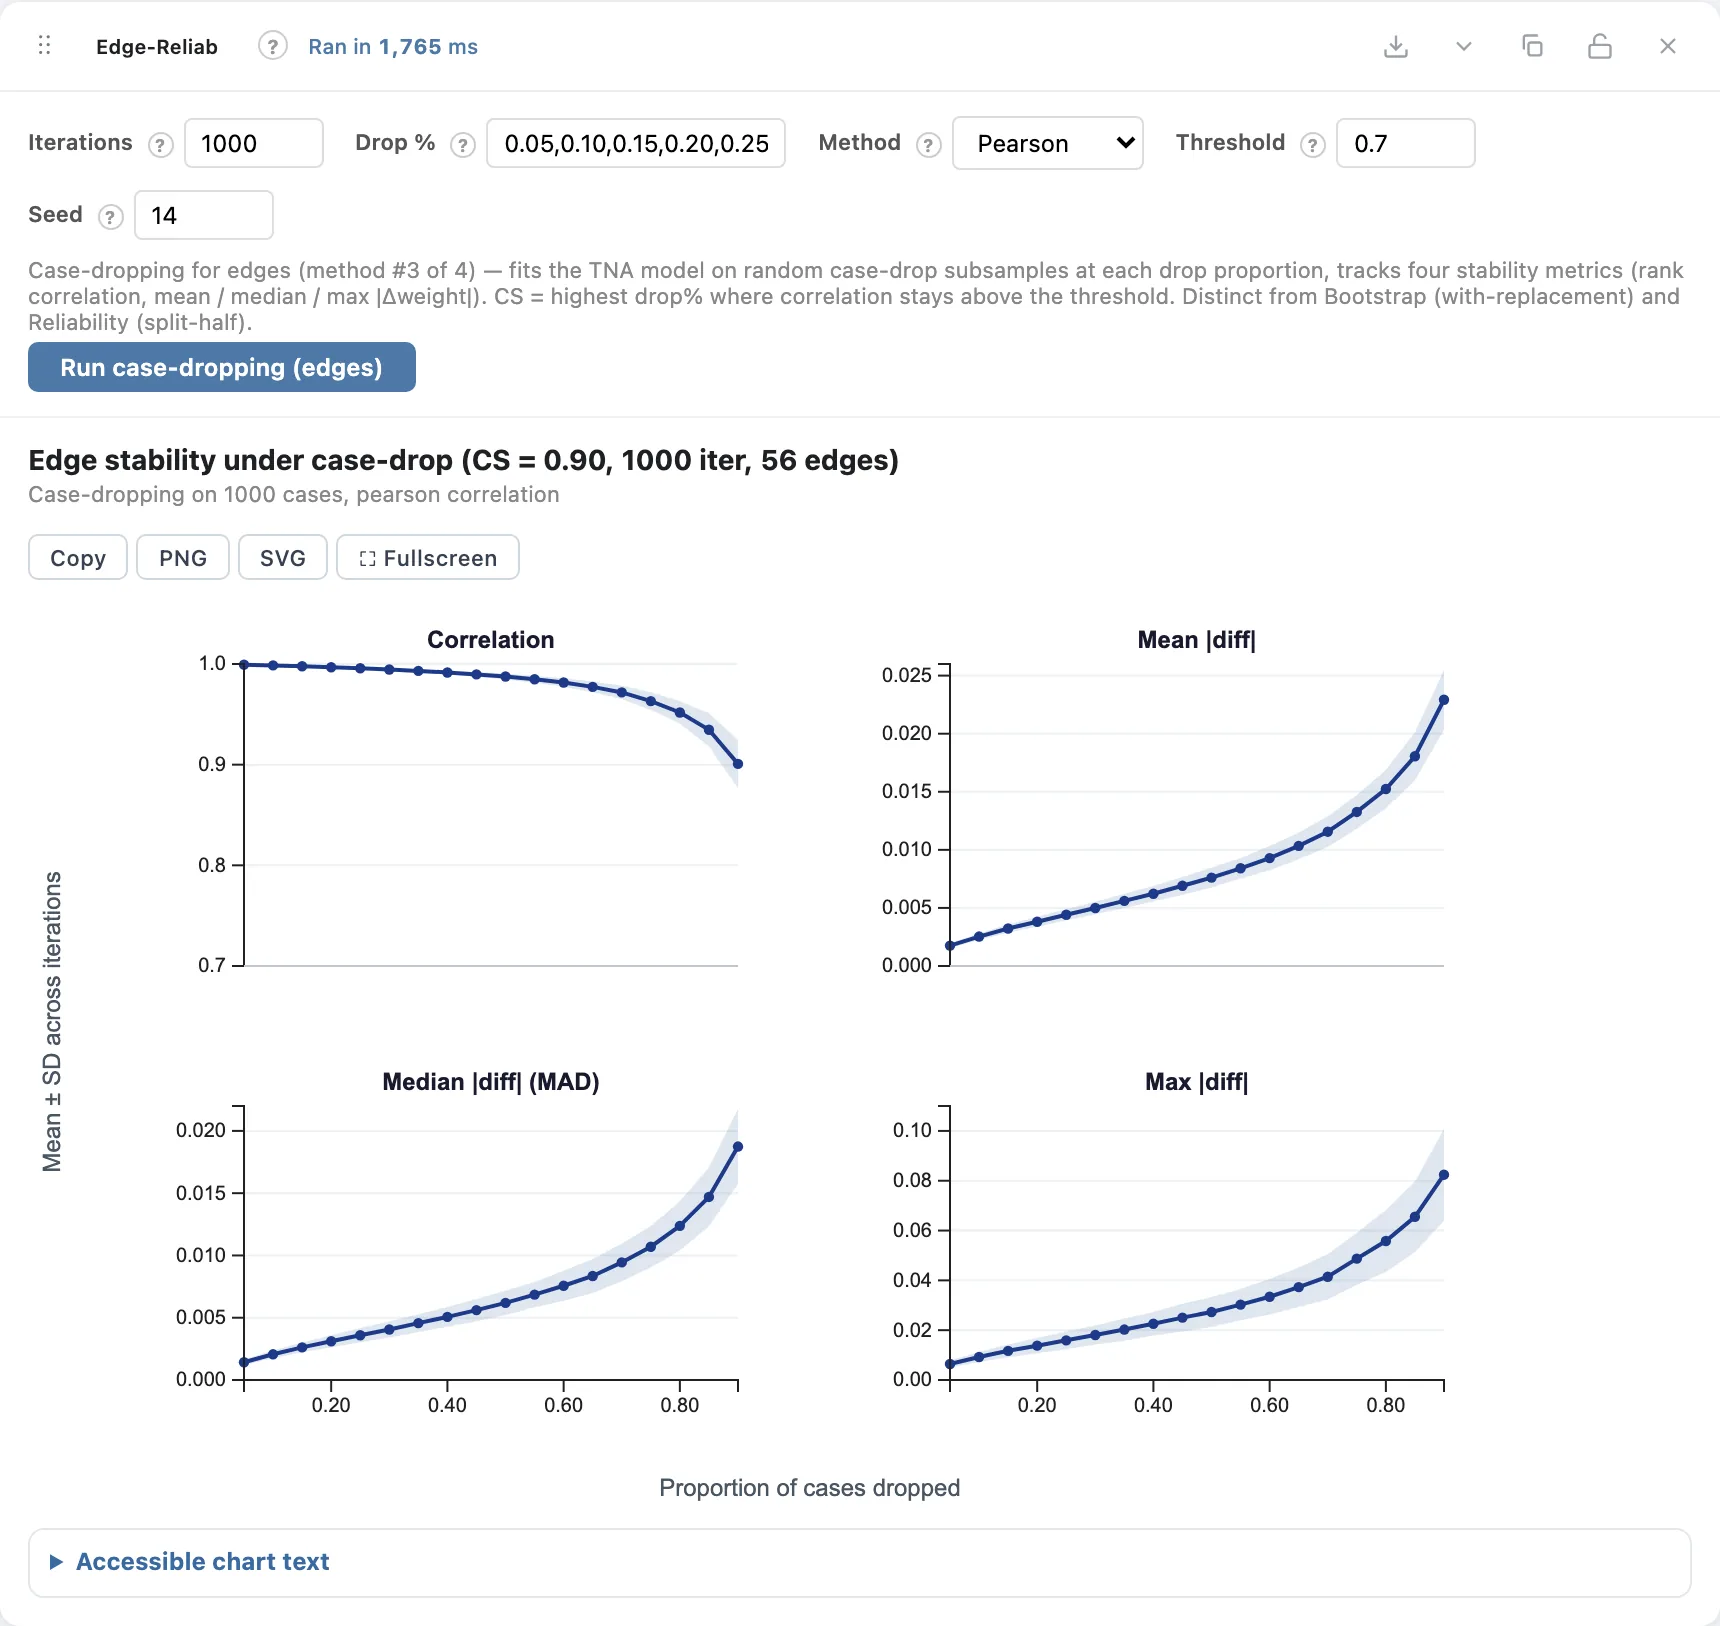 Edge-Reliab ? Ran in 1,765 ms
Iterations ? 1000 Drop % ? 0.05,0.10,0.15,0.20,0.25 Method ? Pearson Threshold ? 0.7
Seed ? 14
Case-dropping for edges (method #3 of 4) — fits the TNA model on random case-drop subsamples at each drop proportion, tracks four stability metrics (rank
correlation, mean / median / max |Δweight|). CS = highest drop% where correlation stays above the threshold. Distinct from Bootstrap (with-replacement) and
Reliability (split-half).
Run case-dropping (edges)
Edge stability under case-drop (CS = 0.90, 1000 iter, 56 edges)
Case-dropping on 1000 cases, pearson correlation
Copy PNG SVG Fullscreen
Mean ± SD across iterations
Correlation
1.0
0.9
0.8
0.7
Mean |diff|
0.025
0.020
0.015
0.010
0.005
0.000
Median |diff| (MAD)
0.020
0.015
0.010
0.005
0.000
0.20 0.40 0.60 0.80
Max |diff|
0.10
0.08
0.06
0.04
0.02
0.00
0.20 0.40 0.60 0.80
Proportion of cases dropped
Accessible chart text